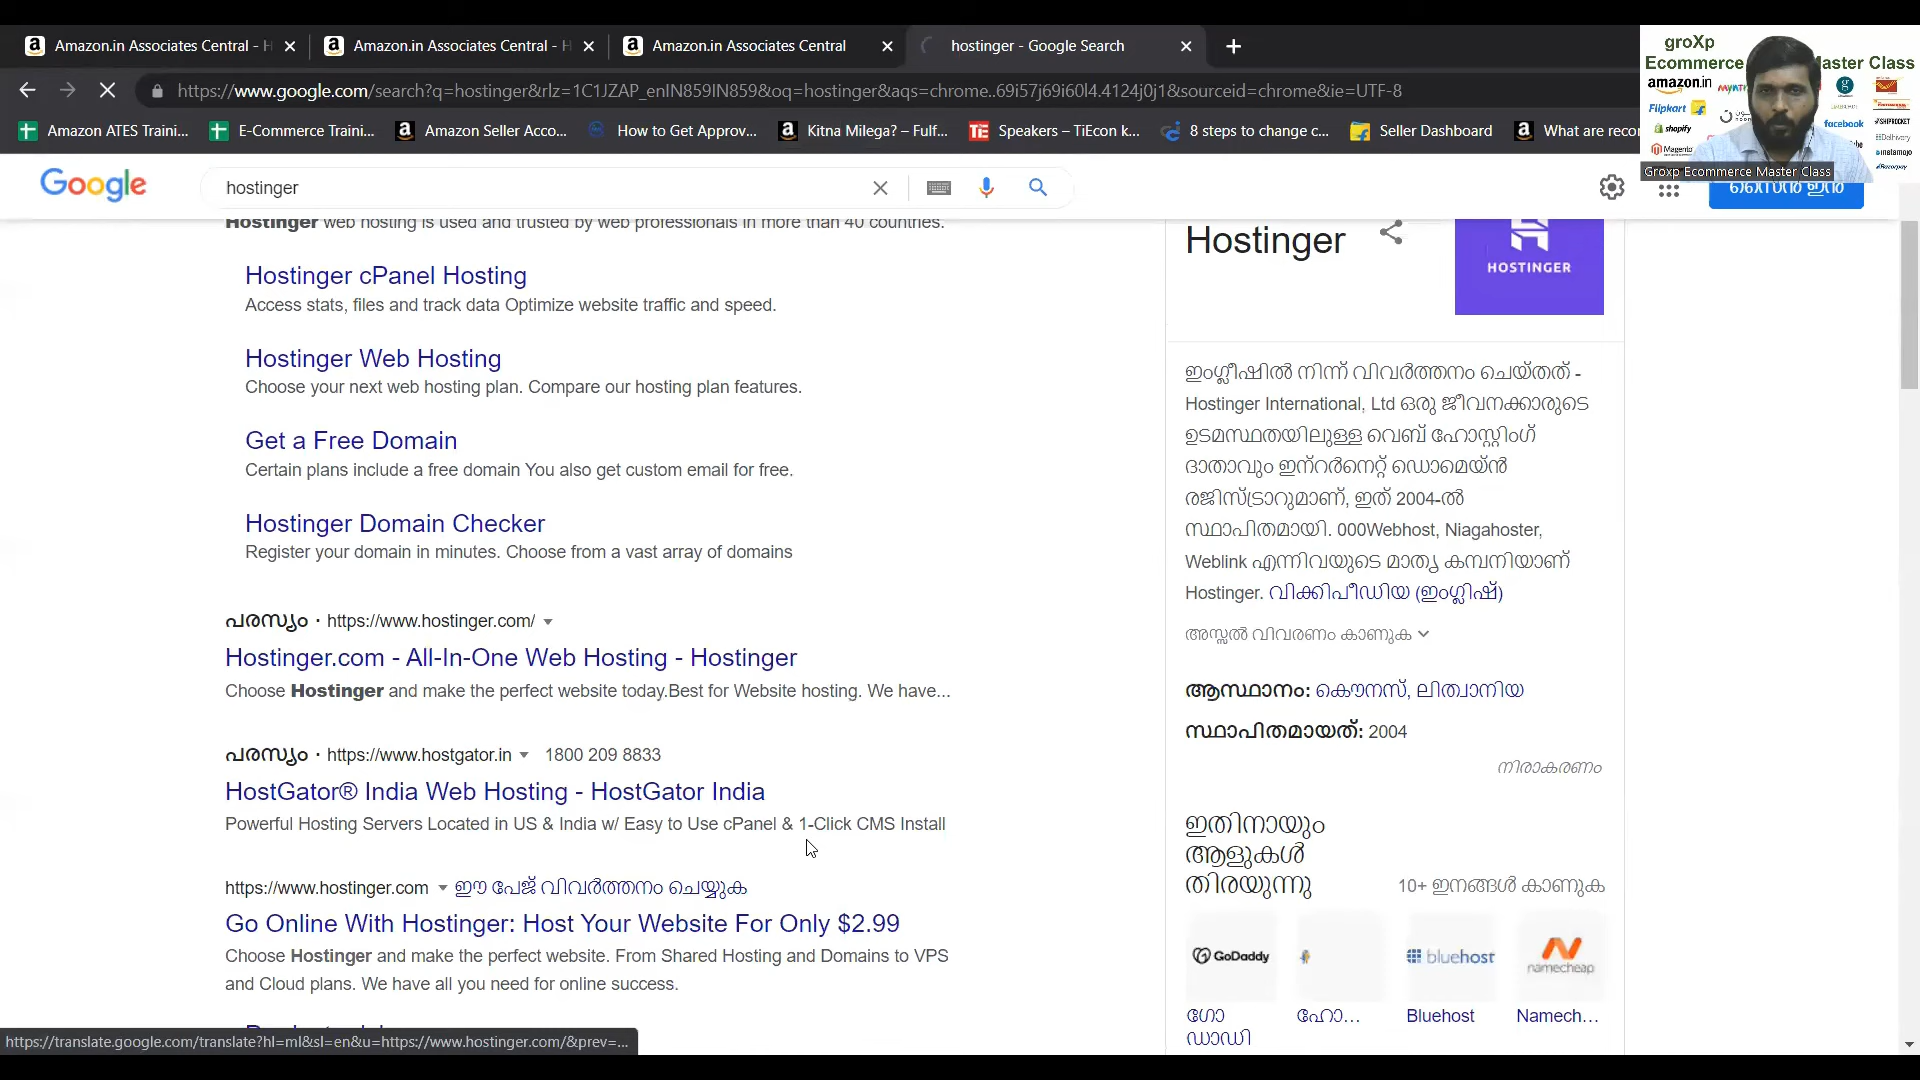 Amazon.in Associates Central - H
Amazon.in Associates Central - H
Amazon.in Associates Central
hostinger - Google Search
https://www.google.com/search?q=hostinger&rlz=1C1JZAP_enIN859IN859&oq=hostinger&aqs=chrome..69i57j69i60l4.4124j0j1&sourceid=chrome&ie=UTF-8
Amazon ATES Traini...
E-Commerce Traini...
Amazon Seller Acco...
How to Get Approv...
Kitna Milega? – Fulf...
TE
Speakers – TiEcon k...
8 steps to change c...
Seller Dashboard
What are reco
groXp
Ecommerce Master Class
amazon.in
Flipkart
shopify
Magento
facebook
SHIPROCKET
Delhivery
instamojo
Razorpay
Groxp Ecommerce Master Class
Google
hostinger
സൈൻ ഇൻ
Hostinger web hosting is used and trusted by web professionals in more than 40 countries.
Hostinger cPanel Hosting
Access stats, files and track data Optimize website traffic and speed.
Hostinger Web Hosting
Choose your next web hosting plan. Compare our hosting plan features.
Get a Free Domain
Certain plans include a free domain You also get custom email for free.
Hostinger Domain Checker
Register your domain in minutes. Choose from a vast array of domains
പരസ്യം · https://www.hostinger.com/
Hostinger.com - All-In-One Web Hosting - Hostinger
Choose Hostinger and make the perfect website today.Best for Website hosting. We have...
പരസ്യം · https://www.hostgator.in 1800 209 8833
HostGator® India Web Hosting - HostGator India
Powerful Hosting Servers Located in US & India w/ Easy to Use cPanel & 1-Click CMS Install
https://www.hostinger.com ഈ പേജ് വിവർത്തനം ചെയ്യുക
Go Online With Hostinger: Host Your Website For Only $2.99
Choose Hostinger and make the perfect website. From Shared Hosting and Domains to VPS
and Cloud plans. We have all you need for online success.
https://translate.google.com/translate?hl=ml&sl=en&u=https://www.hostinger.com/&prev=...
Hostinger
HOSTINGER
ഇംഗ്ലീഷിൽ നിന്ന് വിവർത്തനം ചെയ്തത് -
Hostinger International, Ltd ഒരു ജീവനക്കാരുടെ
ഉടമസ്ഥതയിലുള്ള വെബ് ഹോസ്റ്റിംഗ്
ദാതാവും ഇന്റർനെറ്റ് ഡൊമെയ്ൻ
രജിസ്ട്രാറുമാണ്, ഇത് 2004-ൽ
സ്ഥാപിതമായി. 000Webhost, Niagahoster,
Weblink എന്നിവയുടെ മാതൃ കമ്പനിയാണ്
Hostinger. വിക്കിപീഡിയ (ഇംഗ്ലിഷ്)
അസ്സൽ വിവരണം കാണുക
ആസ്ഥാനം: കൌനസ്, ലിത്വാനിയ
സ്ഥാപിതമായത്: 2004
നിരാകരണം
ഇതിനായും
ആളുകൾ
തിരയുന്നു
10+ ഇനങ്ങൾ കാണുക
GoDaddy
bluehost
namecheap
ഗോ
ഡാഡി
ഹോ...
Bluehost
Namech...